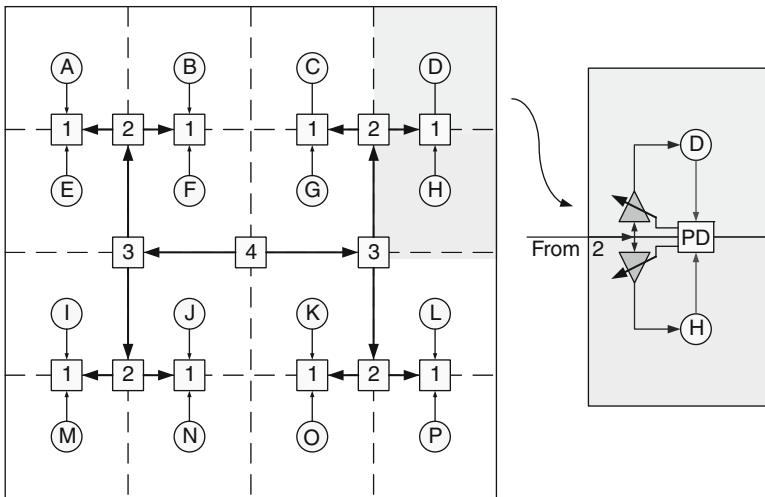 A B C D
1 2 1 1 2 1
E F G H
D
3 4 3
From 2 PD
I J K L
H
1 2 1 1 2 1
M N O P